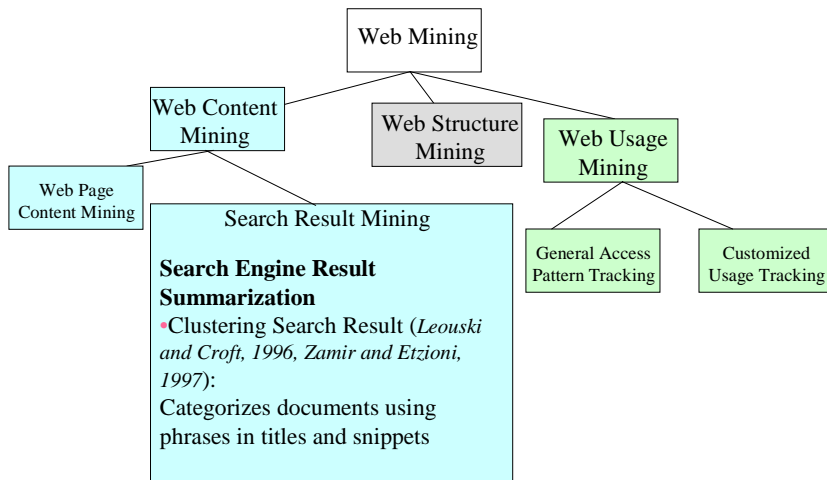 Web Mining
Web Content
Mining
Web Structure
Mining
Web Usage
Mining
Web Page
Content Mining
Search Result Mining
Search Engine Result
Summarization
•Clustering Search Result (Leouski
and Croft, 1996, Zamir and Etzioni,
1997):
Categorizes documents using
phrases in titles and snippets
General Access
Pattern Tracking
Customized
Usage Tracking